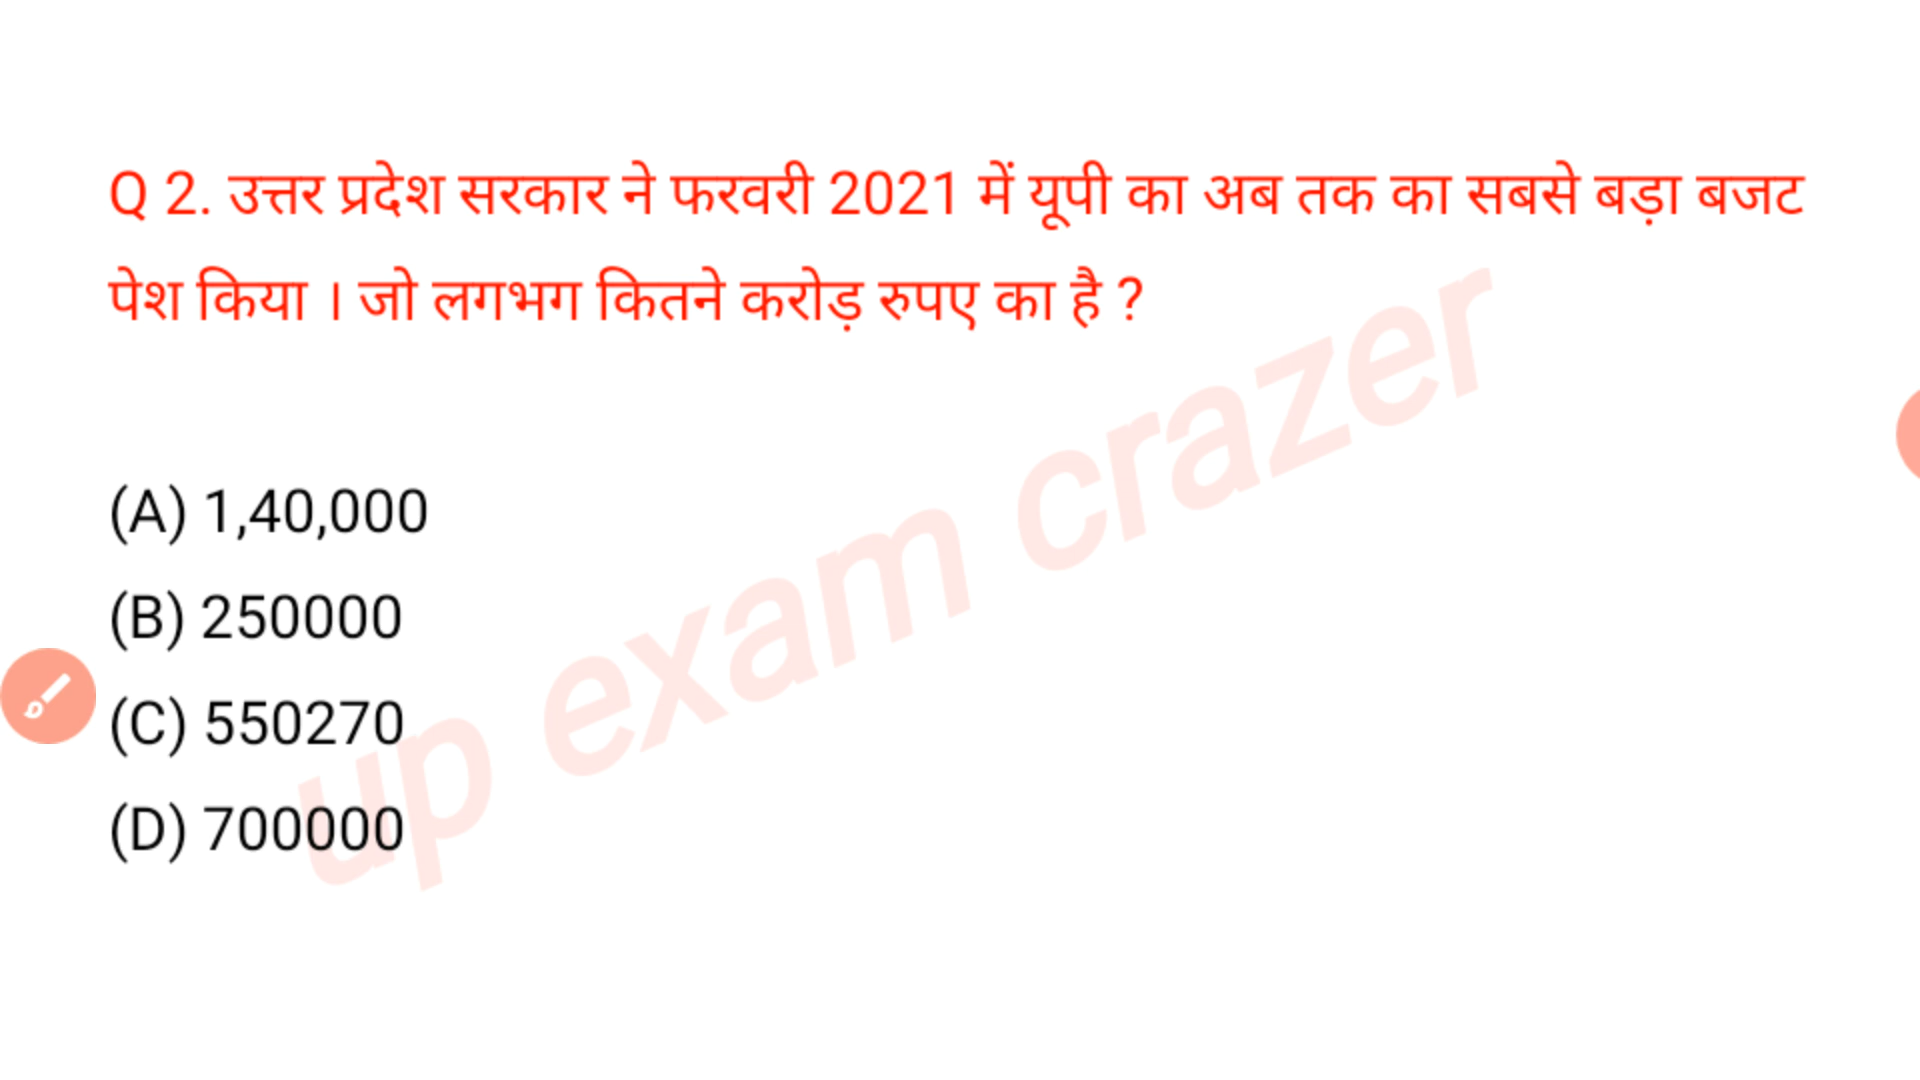 Q 2. उत्तर प्रदेश सरकार ने फरवरी 2021 में यूपी का अब तक का सबसे बड़ा बजट
पेश किया । जो लगभग कितने करोड़ रुपए का है ?
(A) 1,40,000
(B) 250000
(C) 550270
(D) 700000
up exam crazer